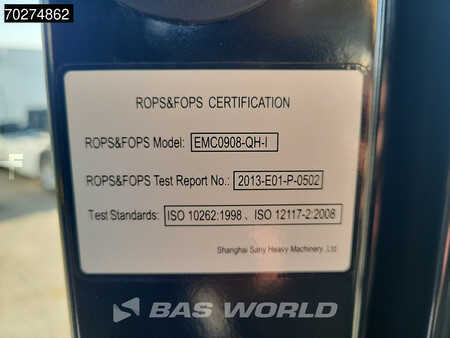 70274862
ROPS&FOPS CERTIFICATION
ROPS&FOPS Model: EMC0908-QH-I
ROPS&FOPS Test Report No.: 2013-E01-P-0502
Test Standards: ISO 10262:1998、ISO 12117-2:2008
Shanghai Sany Heavy Machinery.,Ltd.
BAS WORLD